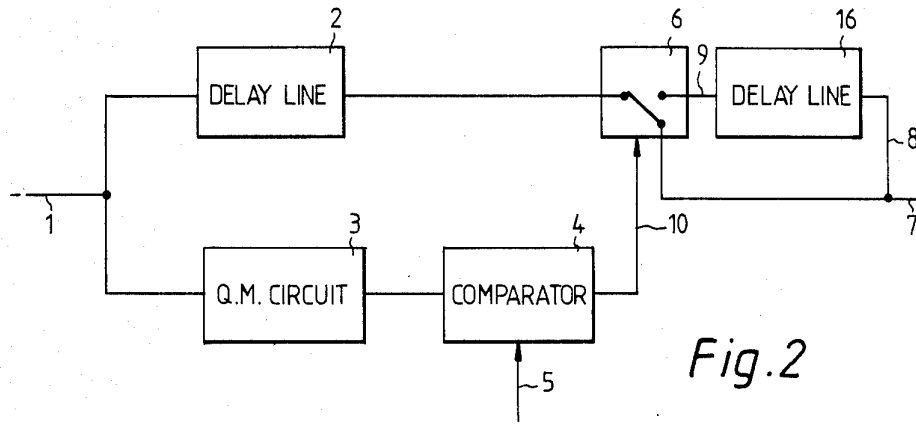 2
6
16
9
DELAY LINE
DELAY LINE
8
1
7
3
4
10
Q.M. CIRCUIT
COMPARATOR
5
Fig.2